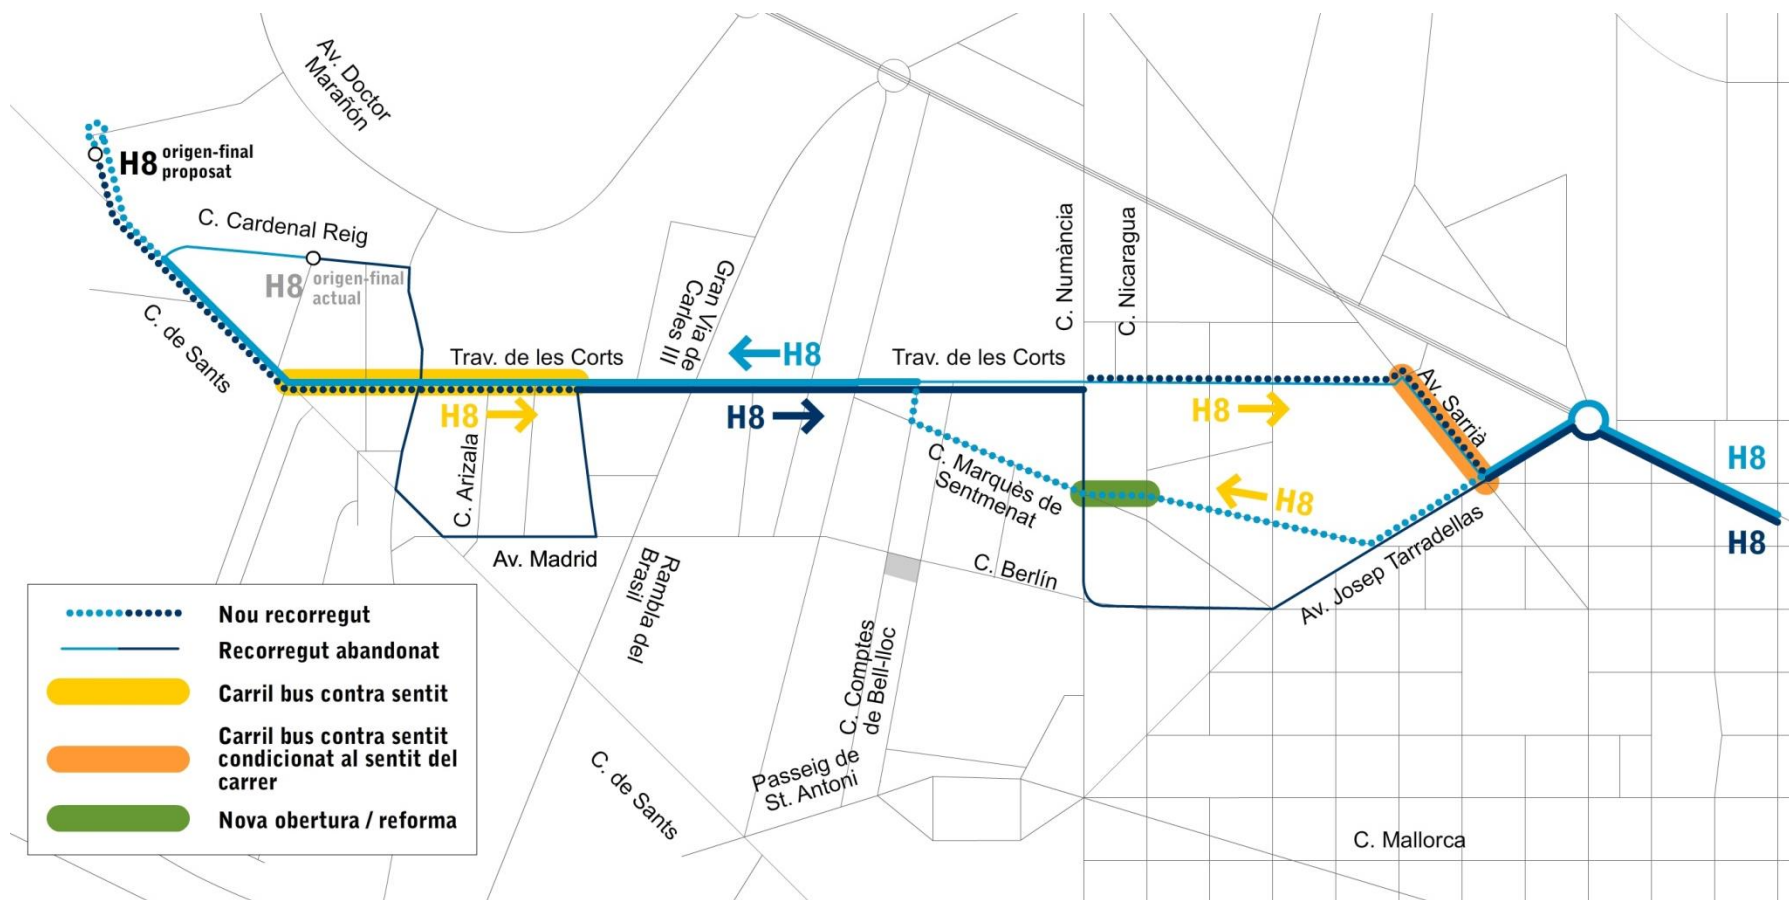 Av. Doctor
Marañón
H8 origen-final
proposat
C. Cardenal Reig
H8 origen-final
actual
C. de Sants
Trav. de les Corts
H8
C. Arizala
Av. Madrid
Gran Via de
Carles III
H8
H8
Rambla del
Brasil
Trav. de les Corts
C. Numància
C. Nicaragua
H8
Av. Sarrià
C. Marquès de
Sentmenat
H8
C. Berlín
Av. Josep Tarradellas
H8
H8
C. Comptes
de Bell-lloc
Passeig de
St. Antoni
C. de Sants
C. Mallorca
Nou recorregut
Recorregut abandonat
Carril bus contra sentit
Carril bus contra sentit
condicionat al sentit del
carrer
Nova obertura / reforma